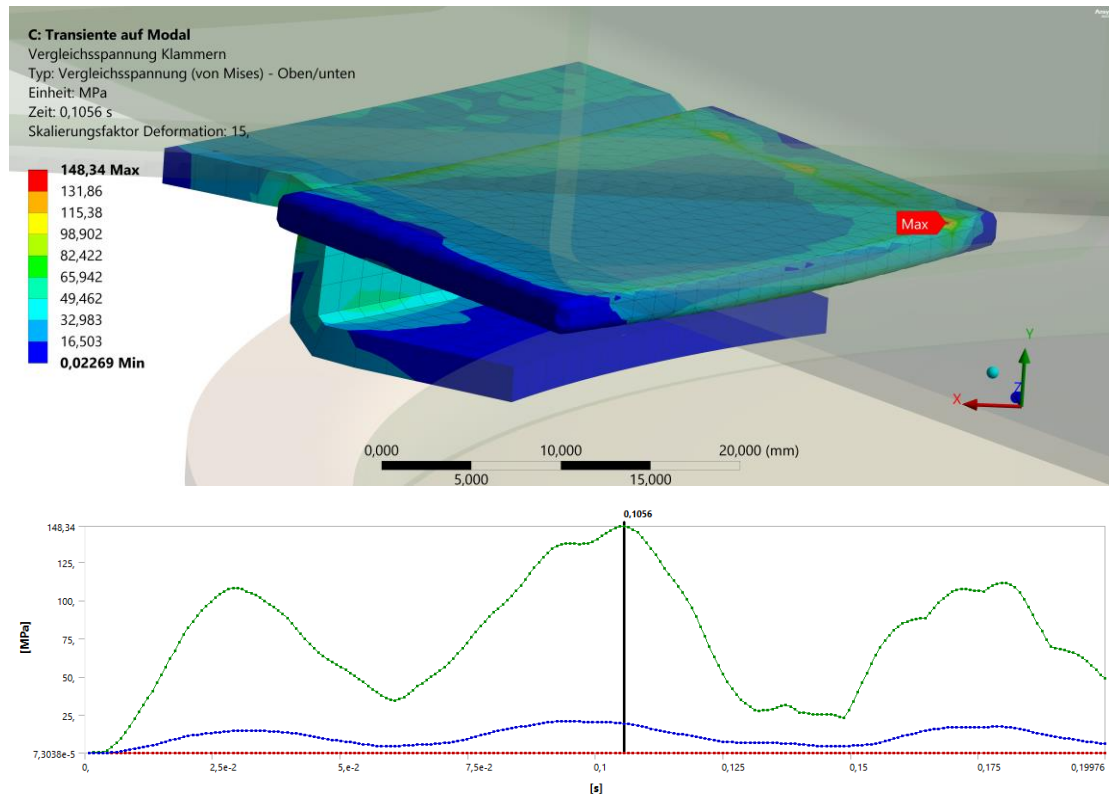 C: Transiente auf Modal
Vergleichsspannung Klammern
Typ: Vergleichsspannung (von Mises) - Oben/unten
Einheit: MPa
Zeit: 0,1056 s
Skalierungsfaktor Deformation: 15,
148,34 Max
131,86
115,38
98,902
82,422
65,942
49,462
32,983
16,503
0,02269 Min
Max
Y
X
Z
0,000
10,000
20,000 (mm)
5,000
15,000
0,1056
148,34
125,
100,
75,
50,
25,
7,3038e-5
[MPa]
0,
2,5e-2
5,e-2
7,5e-2
0,1
0,125
0,15
0,175
0,19976
[s]